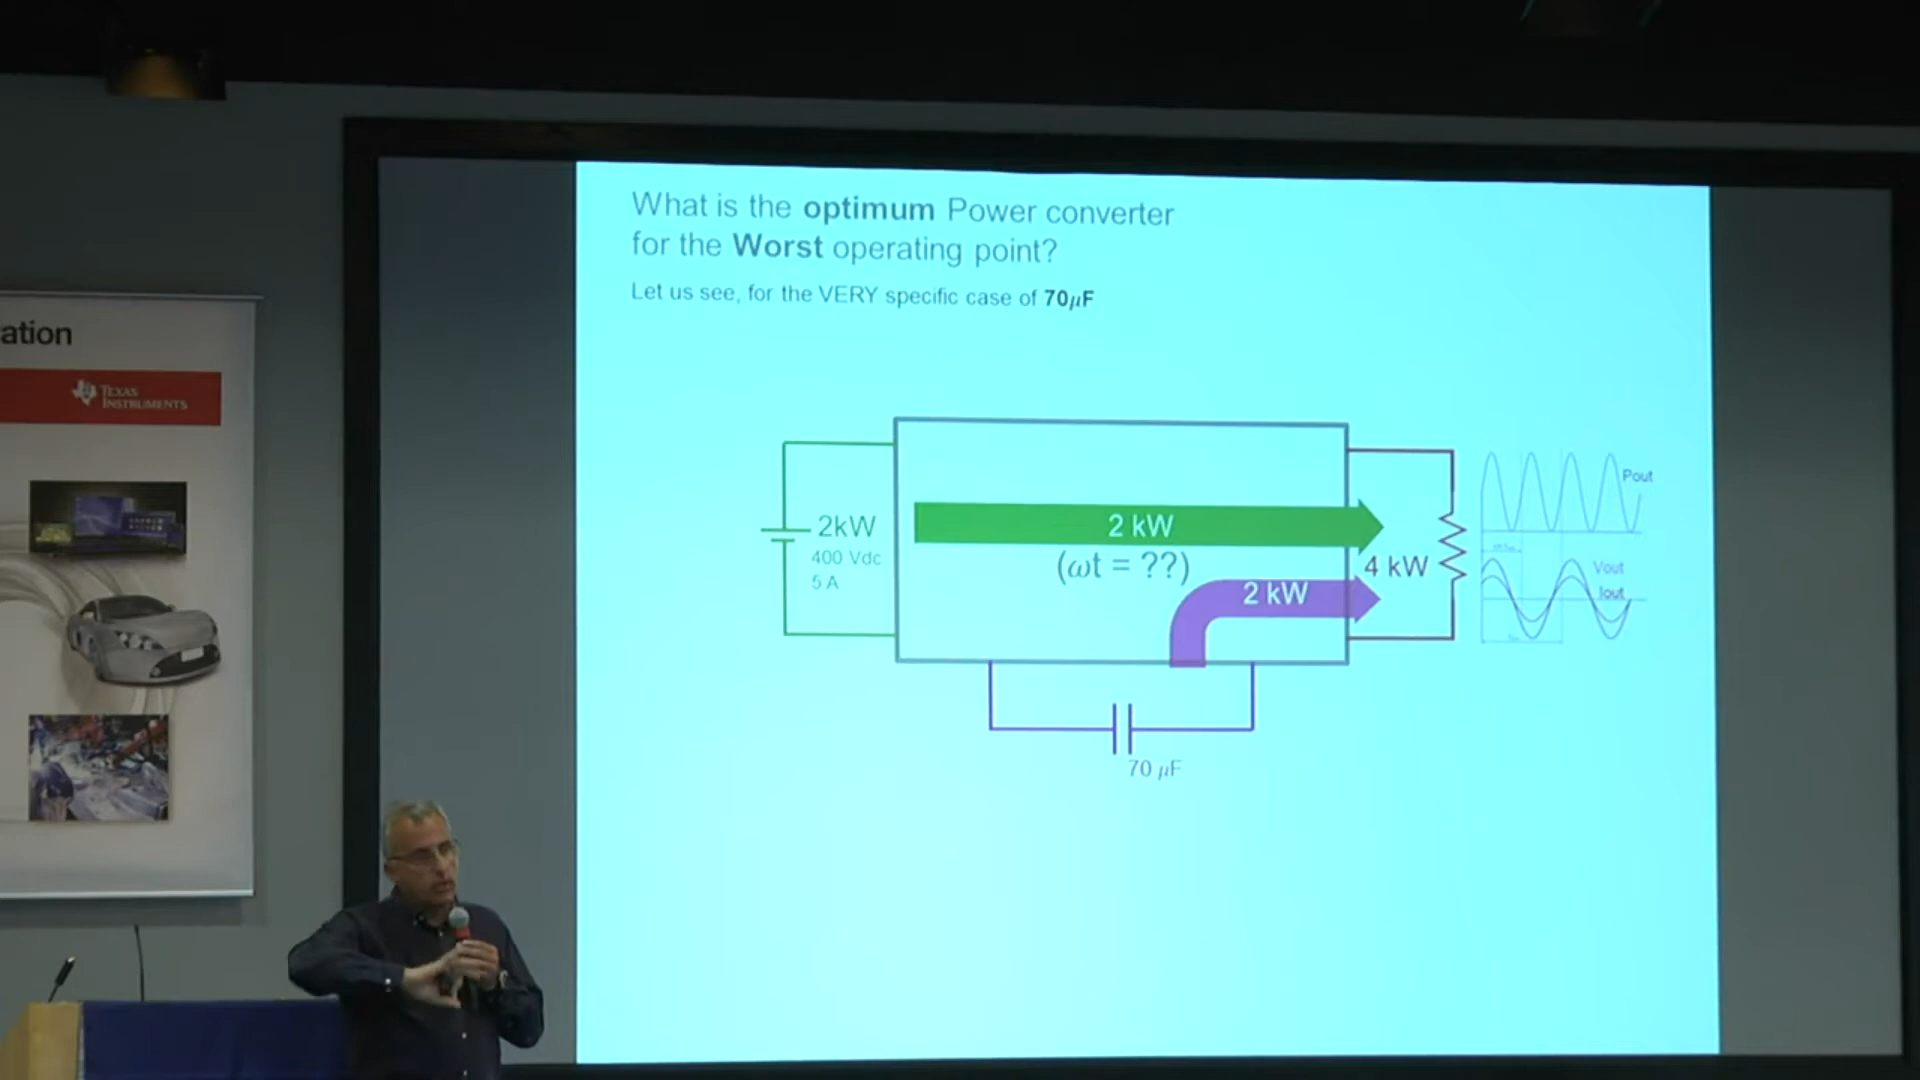 ation
TEXAS
INSTRUMENTS
What is the optimum Power converter
for the Worst operating point?
Let us see, for the VERY specific case of 70µF
2kW
400 Vdc
5 A
2 kW
(ωt = ??)
2 kW
4 kW
70 µF
Pout
Vout
Iout